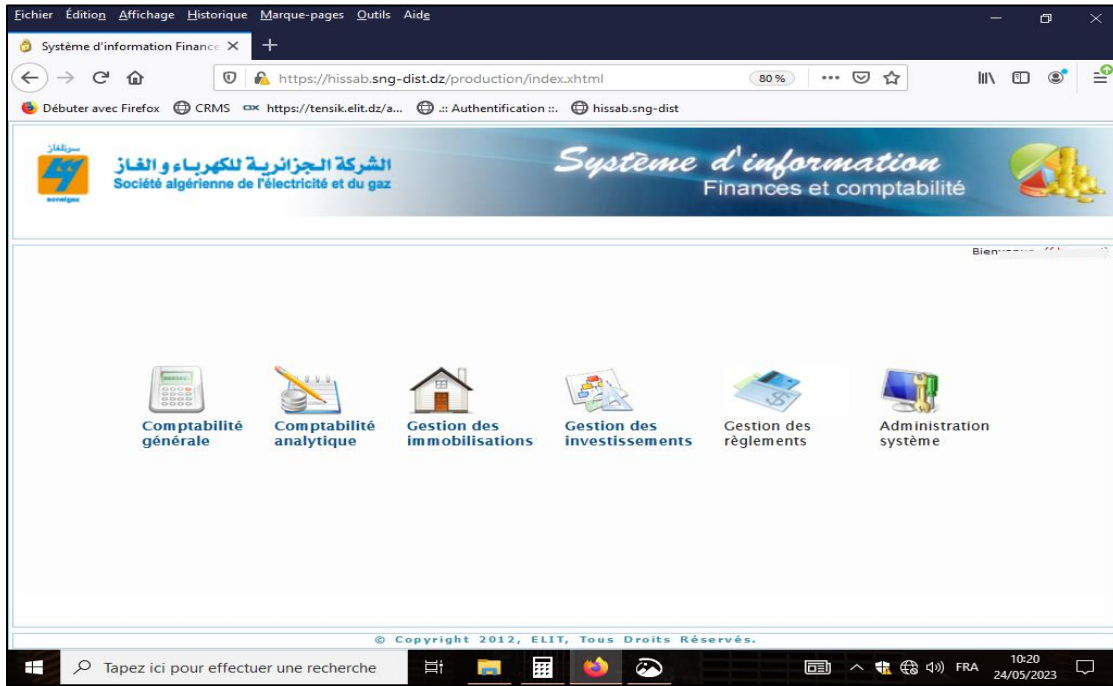 Fichier Édition Affichage Historique Marque-pages Outils Aide
Système d'information Finance
https://hissab.sng-dist.dz/production/index.xhtml
80 %
Débuter avec Firefox CRMS https://tensik.elit.dz/a... .:: Authentification ::. hissab.sng-dist
سونلغاز
sonelgaz
الشركة الجزائرية للكهرباء و الغاز
Société algérienne de l'électricité et du gaz
Système d'information
Finances et comptabilité
Comptabilité générale
Comptabilité analytique
Gestion des immobilisations
Gestion des investissements
Gestion des règlements
Administration système
© Copyright 2012, ELIT, Tous Droits Réservés.
Tapez ici pour effectuer une recherche
FRA
10:20
24/05/2023